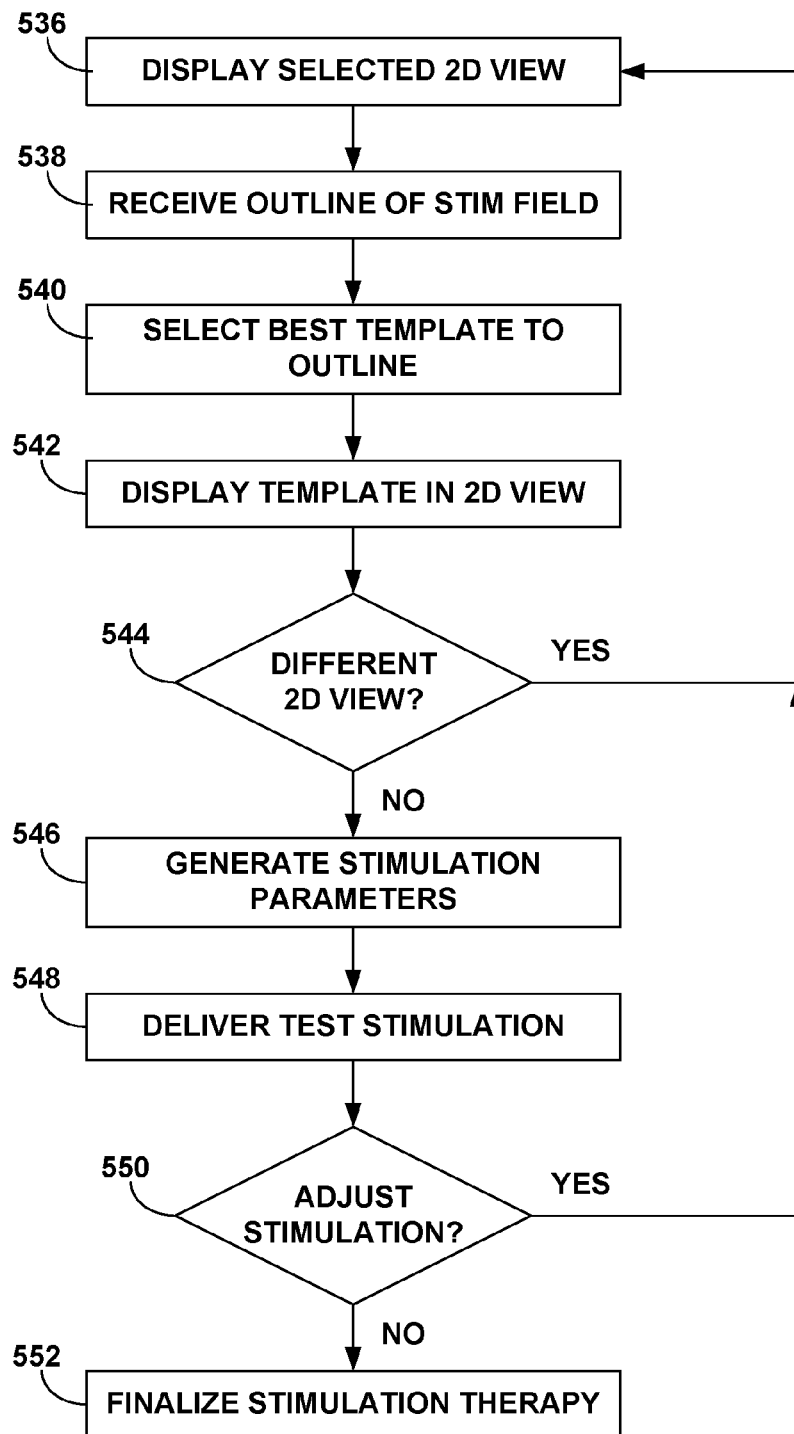 536
DISPLAY SELECTED 2D VIEW
538
RECEIVE OUTLINE OF STIM FIELD
540
SELECT BEST TEMPLATE TO
OUTLINE
542
DISPLAY TEMPLATE IN 2D VIEW
544
DIFFERENT
2D VIEW?
YES
NO
546
GENERATE STIMULATION
PARAMETERS
548
DELIVER TEST STIMULATION
550
ADJUST
STIMULATION?
YES
NO
552
FINALIZE STIMULATION THERAPY